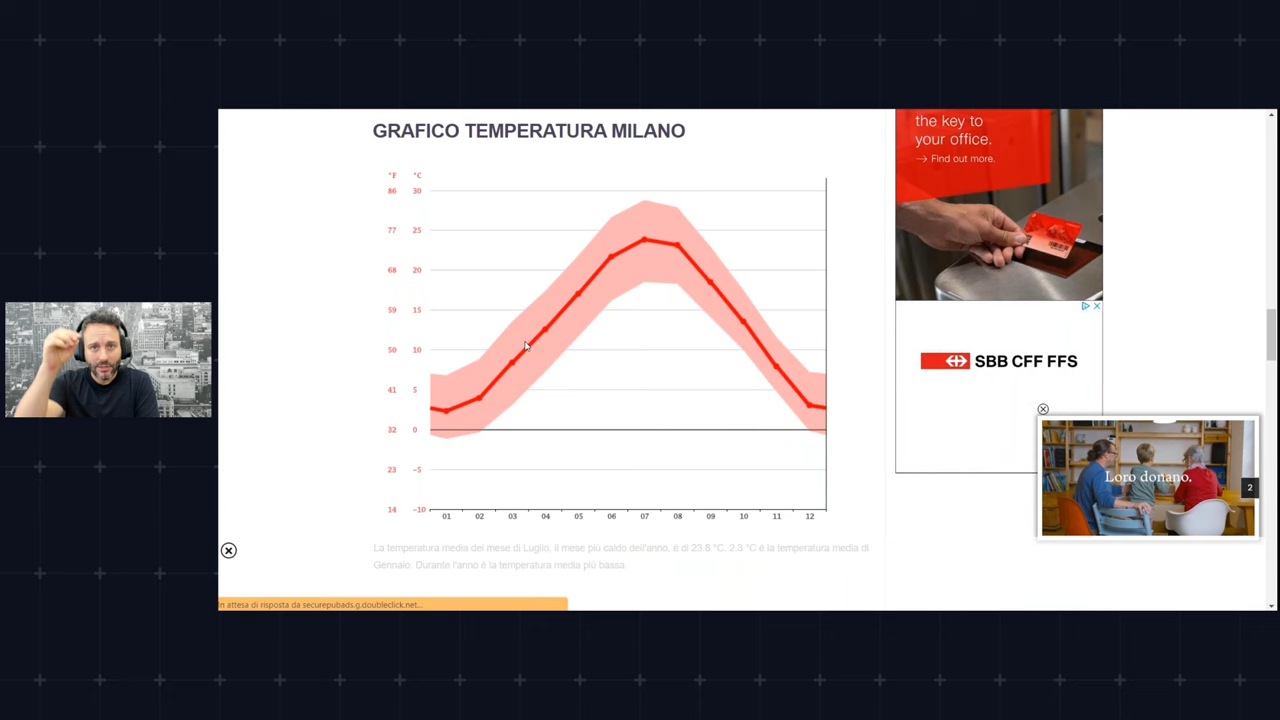 GRAFICO TEMPERATURA MILANO
°F °C
86 30
77 25
68 20
59 15
50 10
41 5
32 0
23 -5
14 -10
01 02 03 04 05 06 07 08 09 10 11 12
La temperatura media del mese di Luglio, il mese più caldo dell'anno, è di 23.8 °C. 2.3 °C è la temperatura media di
Gennaio. Durante l'anno è la temperatura media più bassa.
In attesa di risposta da securepubads.g.doubleclick.net...
the key to
your office.
→ Find out more.
SBB CFF FFS
Loro donano.
2